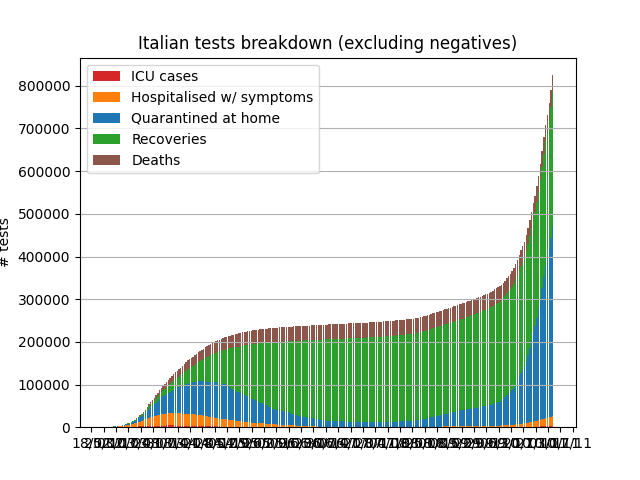 Italian tests breakdown (excluding negatives)
ICU cases
Hospitalised w/ symptoms
Quarantined at home
Recoveries
Deaths
800000
700000
600000
500000
400000
300000
200000
100000
0
# tests